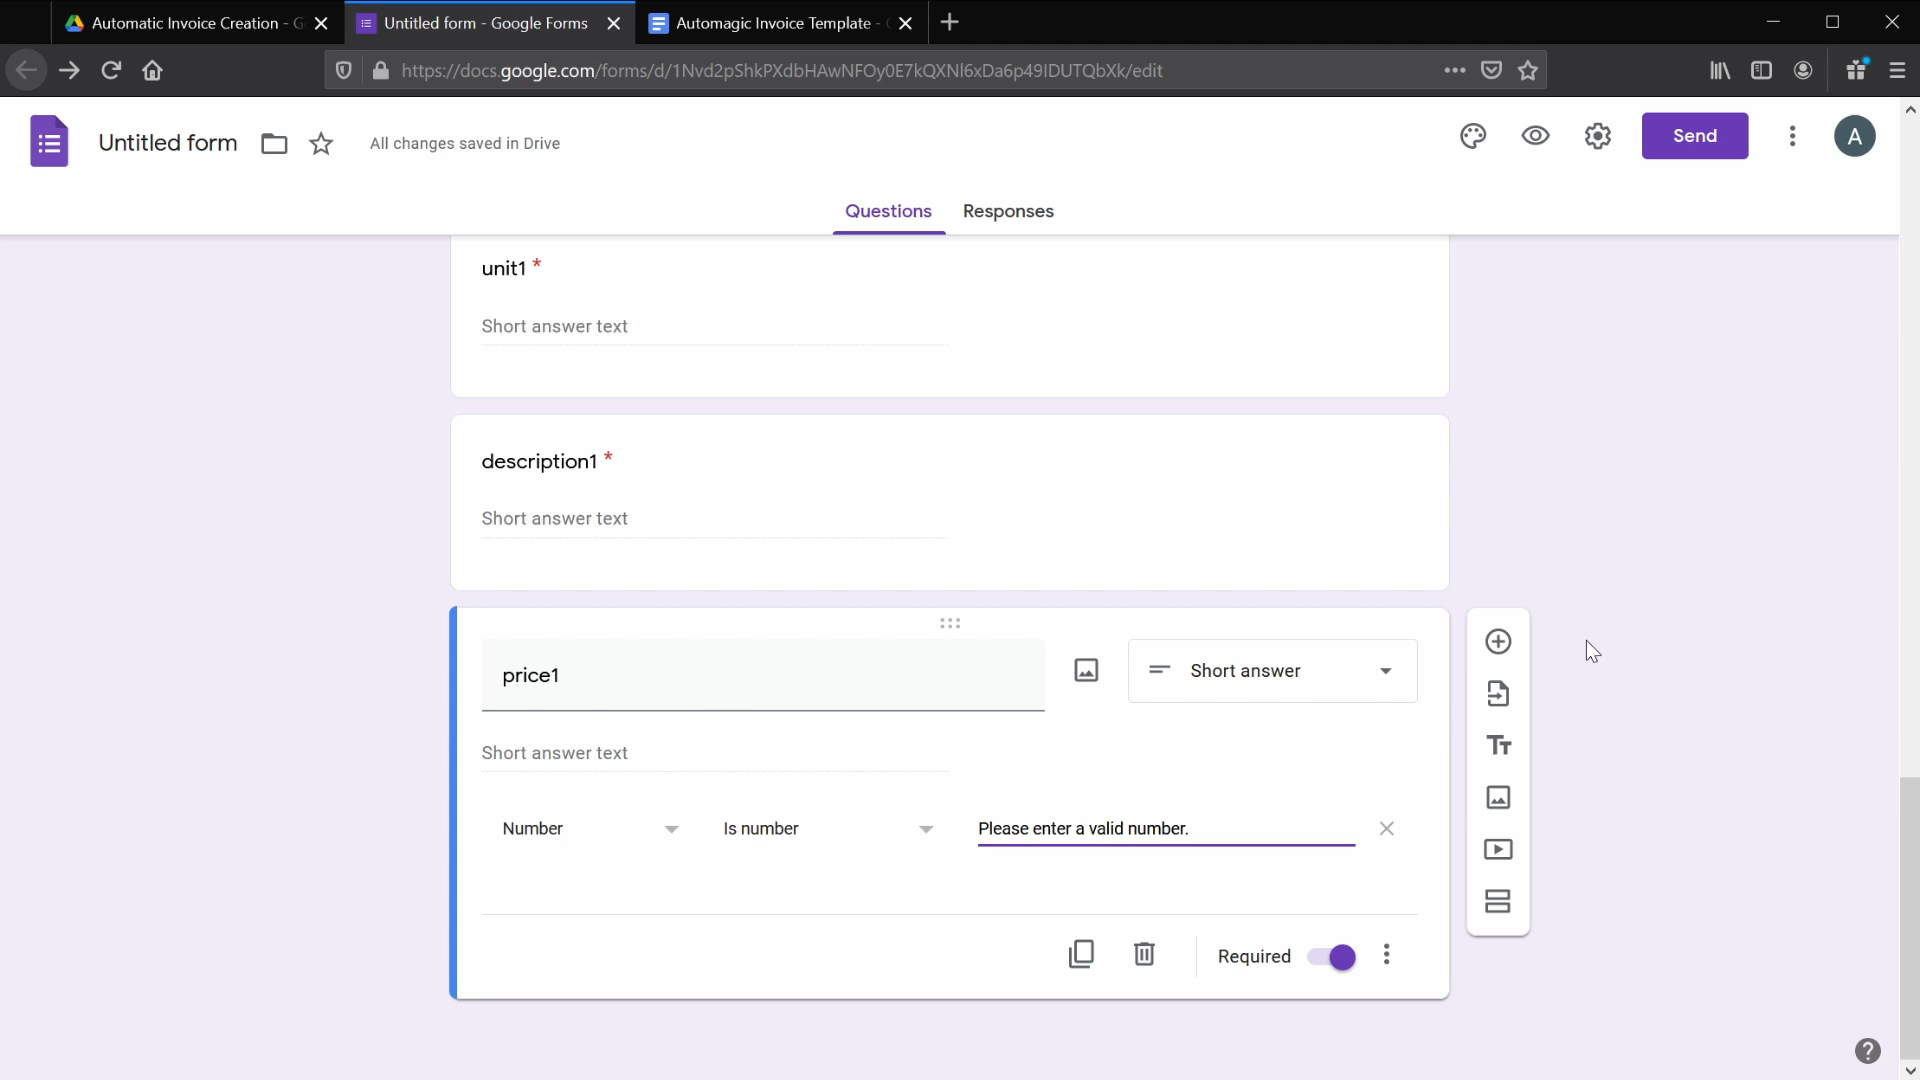 Automatic Invoice Creation - G
Untitled form - Google Forms
Automagic Invoice Template -
https://docs.google.com/forms/d/1Nvd2pShkPXdbHAwNFOy0E7kQXNl6xDa6p49IDUTQbXk/edit
Untitled form
All changes saved in Drive
Send
A
Questions
Responses
unit1 *
Short answer text
description1 *
Short answer text
price1
Short answer
Short answer text
Number
Is number
Please enter a valid number.
Required